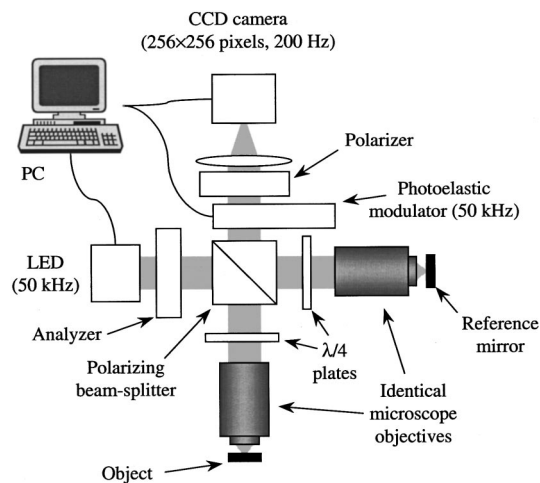 CCD camera
(256×256 pixels, 200 Hz)
Polarizer
PC
Photoelastic
modulator (50 kHz)
LED
(50 kHz)
Analyzer
Reference
mirror
Polarizing
beam-splitter
λ/4
plates
Identical
microscope
objectives
Object